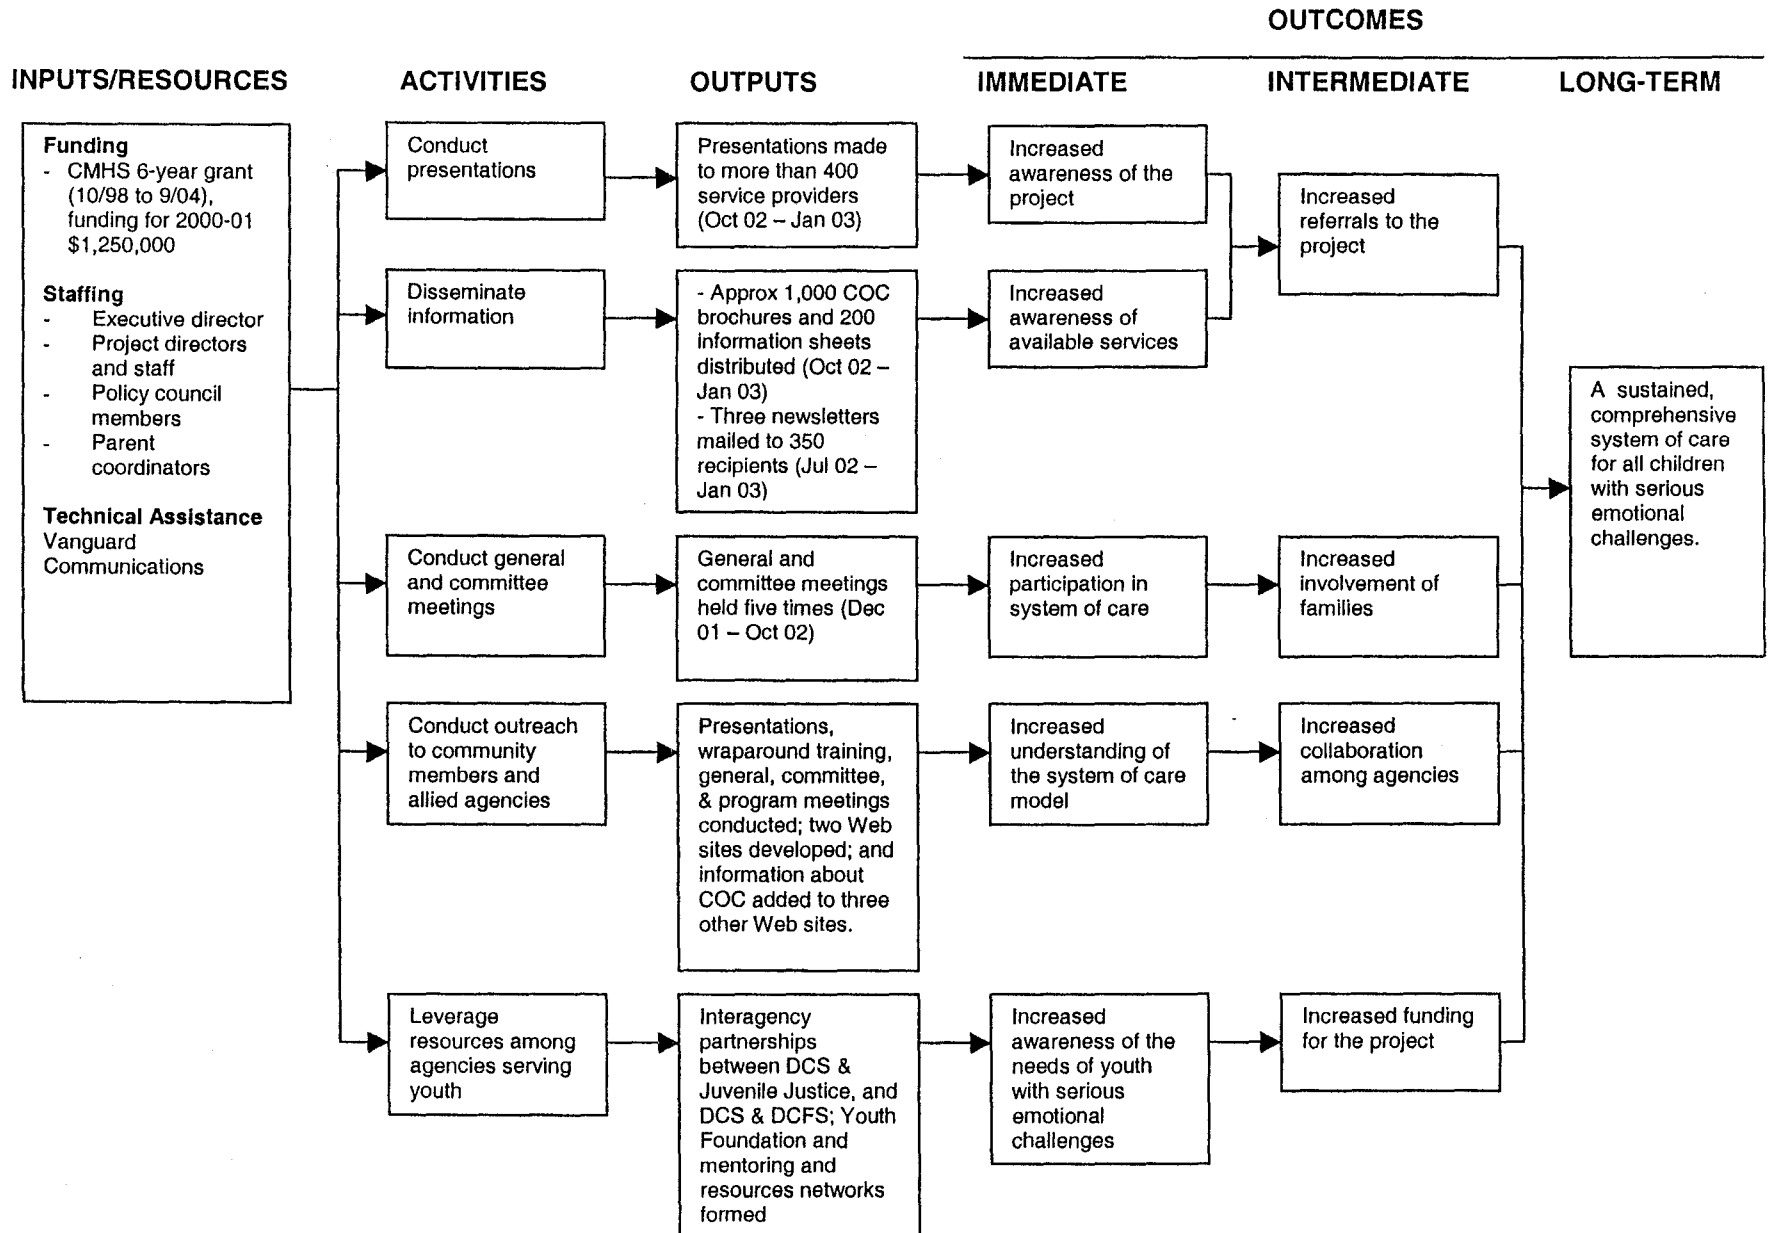 OUTCOMES
INPUTS/RESOURCES
ACTIVITIES
OUTPUTS
IMMEDIATE
INTERMEDIATE
LONG-TERM
Funding
- CMHS 6-year grant
(10/98 to 9/04),
funding for 2000-01
$1,250,000
Staffing
- Executive director
- Project directors
and staff
- Policy council
members
- Parent
coordinators
Technical Assistance
Vanguard
Communications
Conduct
presentations
Presentations made
to more than 400
service providers
(Oct 02 – Jan 03)
Increased
awareness of the
project
Increased
referrals to the
project
Disseminate
information
- Approx 1,000 COC
brochures and 200
information sheets
distributed (Oct 02 –
Jan 03)
- Three newsletters
mailed to 350
recipients (Jul 02 –
Jan 03)
Increased
awareness of
available services
A sustained,
comprehensive
system of care
for all children
with serious
emotional
challenges.
Conduct general
and committee
meetings
General and
committee meetings
held five times (Dec
01 – Oct 02)
Increased
participation in
system of care
Increased
involvement of
families
Conduct outreach
to community
members and
allied agencies
Presentations,
wraparound training,
general, committee,
& program meetings
conducted; two Web
sites developed; and
information about
COC added to three
other Web sites.
Increased
understanding of
the system of care
model
Increased
collaboration
among agencies
Leverage
resources among
agencies serving
youth
Interagency
partnerships
between DCS &
Juvenile Justice, and
DCS & DCFS; Youth
Foundation and
mentoring and
resources networks
formed
Increased
awareness of the
needs of youth
with serious
emotional
challenges
Increased funding
for the project